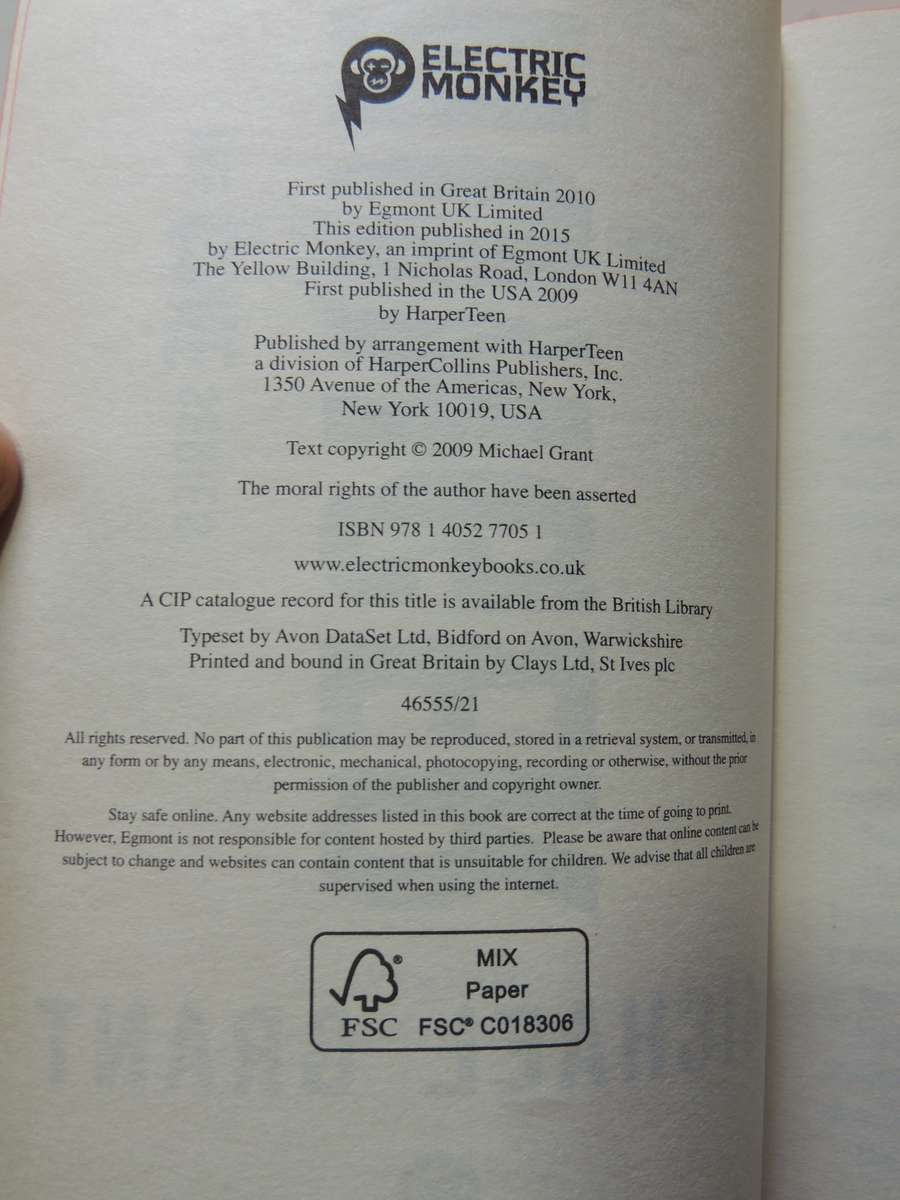 ELECTRIC
MONKEY
First published in Great Britain 2010
by Egmont UK Limited
This edition published in 2015
by Electric Monkey, an imprint of Egmont UK Limited
The Yellow Building, 1 Nicholas Road, London W11 4AN
First published in the USA 2009
by HarperTeen
Published by arrangement with HarperTeen
a division of HarperCollins Publishers, Inc.
1350 Avenue of the Americas, New York,
New York 10019, USA
Text copyright © 2009 Michael Grant
The moral rights of the author have been asserted
ISBN 978 1 4052 7705 1
www.electricmonkeybooks.co.uk
A CIP catalogue record for this title is available from the British Library
Typeset by Avon DataSet Ltd, Bidford on Avon, Warwickshire
Printed and bound in Great Britain by Clays Ltd, St Ives plc
46555/21
All rights reserved. No part of this publication may be reproduced, stored in a retrieval system, or transmitted, in
any form or by any means, electronic, mechanical, photocopying, recording or otherwise, without the prior
permission of the publisher and copyright owner.
Stay safe online. Any website addresses listed in this book are correct at the time of going to print.
However, Egmont is not responsible for content hosted by third parties. Please be aware that online content can be
subject to change and websites can contain content that is unsuitable for children. We advise that all children are
supervised when using the internet.
MIX
Paper
FSC FSC® C018306